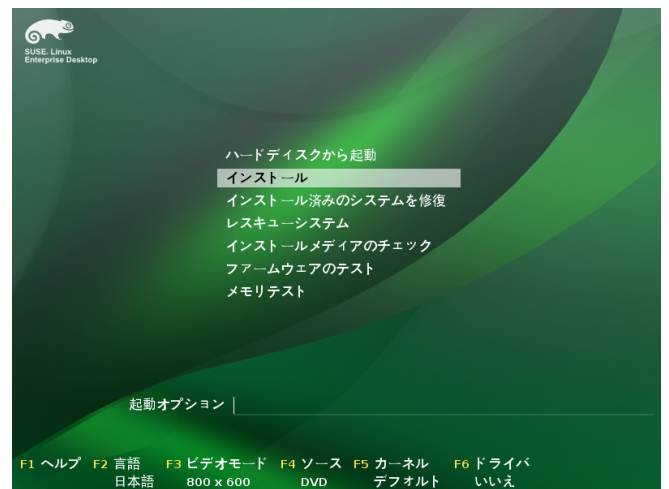 SUSE. Linux
Enterprise Desktop
ハードディスクから起動
インストール
インストール済みのシステムを修復
レスキューシステム
インストールメディアのチェック
ファームウェアのテスト
メモリテスト
起動オプション
F1 ヘルプ F2 言語 F3 ビデオモード F4 ソース F5 カーネル F6 ドライバ
日本語 800 x 600 DVD デフォルト いいえ